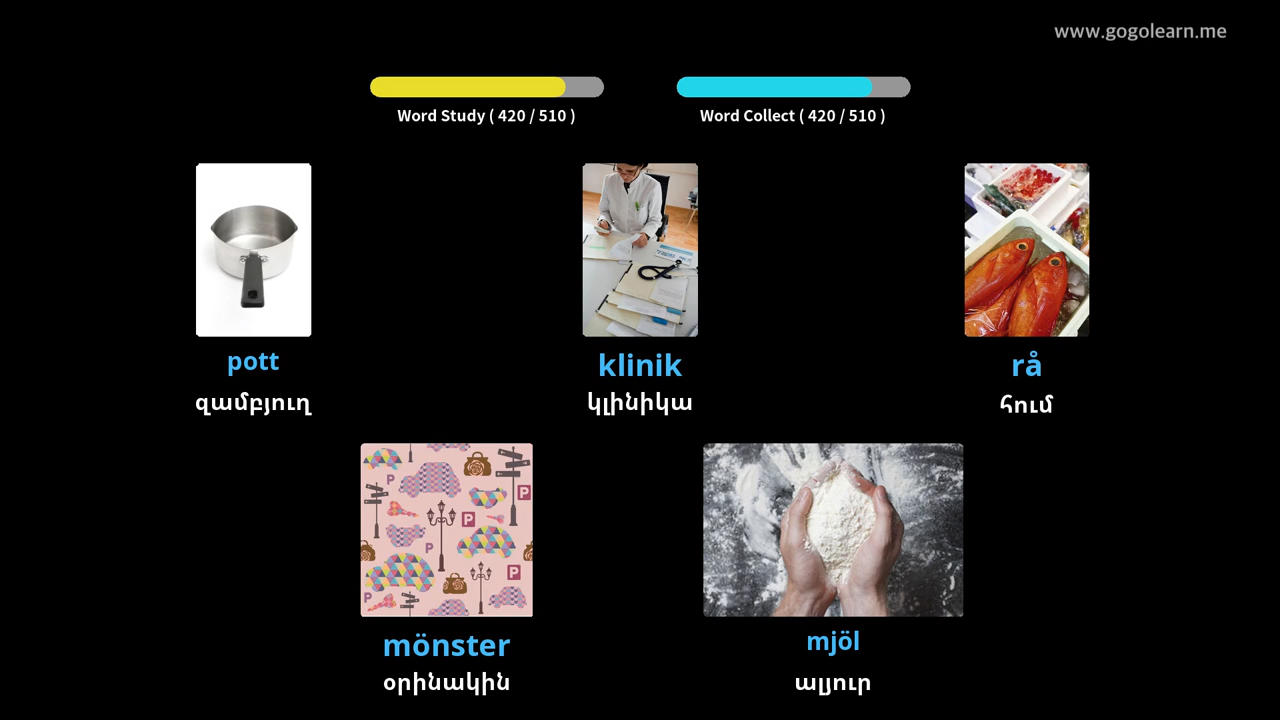 www.gogolearn.me
Word Study ( 420 / 510 )
Word Collect ( 420 / 510 )
pott
klinik
rå
զամբյուղ
կլինիկա
հում
P
P
P
P
P
P
mönster
mjöl
օրինակին
ալյուր